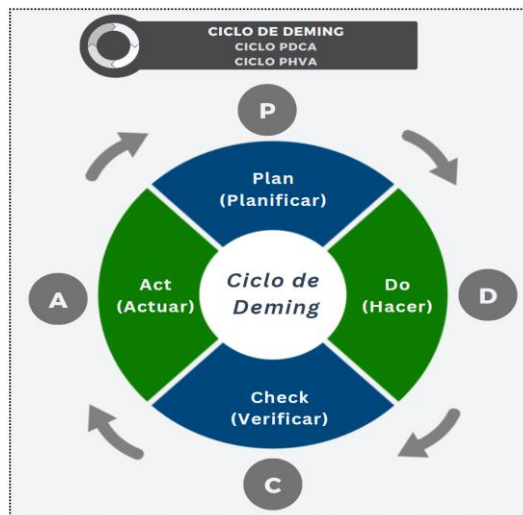 CICLO DE DEMING
CICLO PDCA
CICLO PHVA
P
Plan
(Planificar)
Act
(Actuar)
Ciclo de
Deming
Do
(Hacer)
A
D
Check
(Verificar)
C